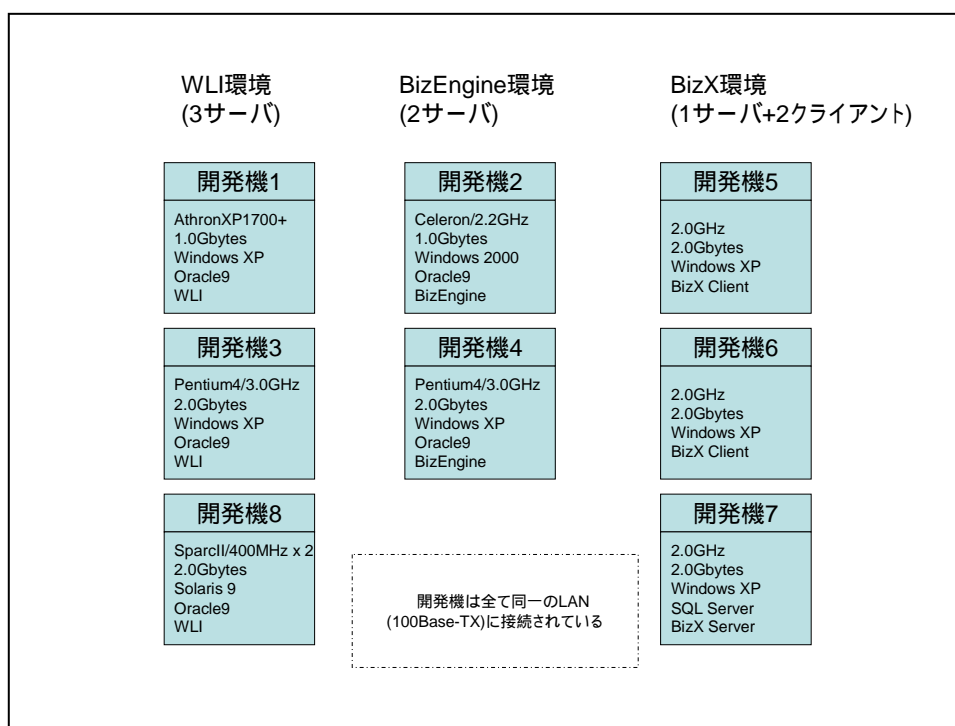 WLI環境
(3サーバ)
BizEngine環境
(2サーバ)
BizX環境
(1サーバ+2クライアント)
開発機1
AthronXP1700+
1.0Gbytes
Windows XP
Oracle9
WLI
開発機2
Celeron/2.2GHz
1.0Gbytes
Windows 2000
Oracle9
BizEngine
開発機5
2.0GHz
2.0Gbytes
Windows XP
BizX Client
開発機3
Pentium4/3.0GHz
2.0Gbytes
Windows XP
Oracle9
WLI
開発機4
Pentium4/3.0GHz
2.0Gbytes
Windows XP
Oracle9
BizEngine
開発機6
2.0GHz
2.0Gbytes
Windows XP
BizX Client
開発機8
SparcII/400MHz x 2
2.0Gbytes
Solaris 9
Oracle9
WLI
開発機は全て同一のLAN
(100Base-TX)に接続されている
開発機7
2.0GHz
2.0Gbytes
Windows XP
SQL Server
BizX Server